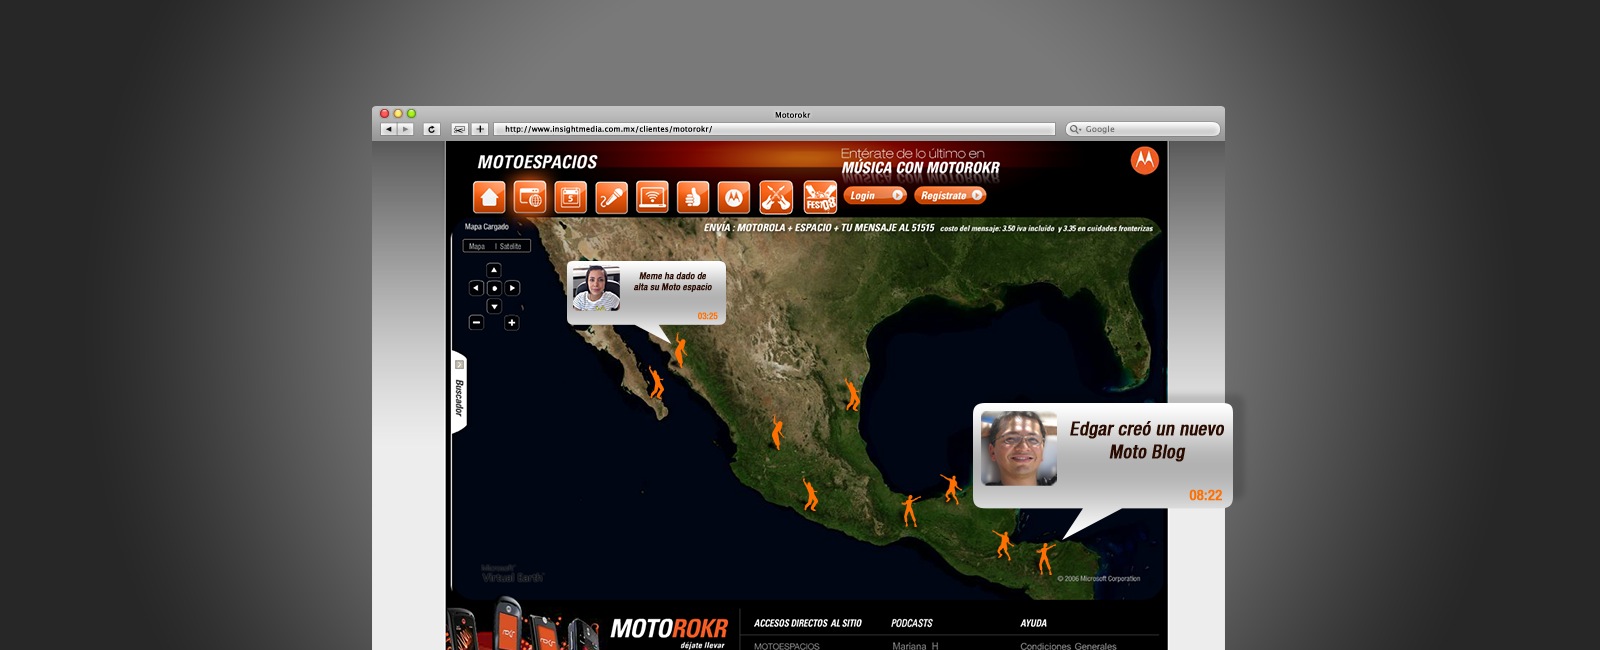 Motorokr
http://www.insightmedia.com.mx/clientes/motorokr/
Google
MOTOESPACIOS
Entérate de lo último en
MÚSICA CON MOTOROKR
5
FEST08
Login
Regístrate
Mapa Cargado
ENVÍA : MOTOROLA + ESPACIO + TU MENSAJE AL 51515 costo del mensaje: 3.50 iva incluido y 3.35 en cuidades fronterizas
Mapa | Satelite
Meme ha dado de
alta su Moto espacio
03:25
Buscador
Edgar creó un nuevo
Moto Blog
08:22
Microsoft
Virtual Earth
© 2006 Microsoft Corporation
MOTOROKR
déjate llevar
ACCESOS DIRECTOS AL SITIO
PODCASTS
AYUDA
MOTOESPACIOS
Mariana H
Condiciones Generales